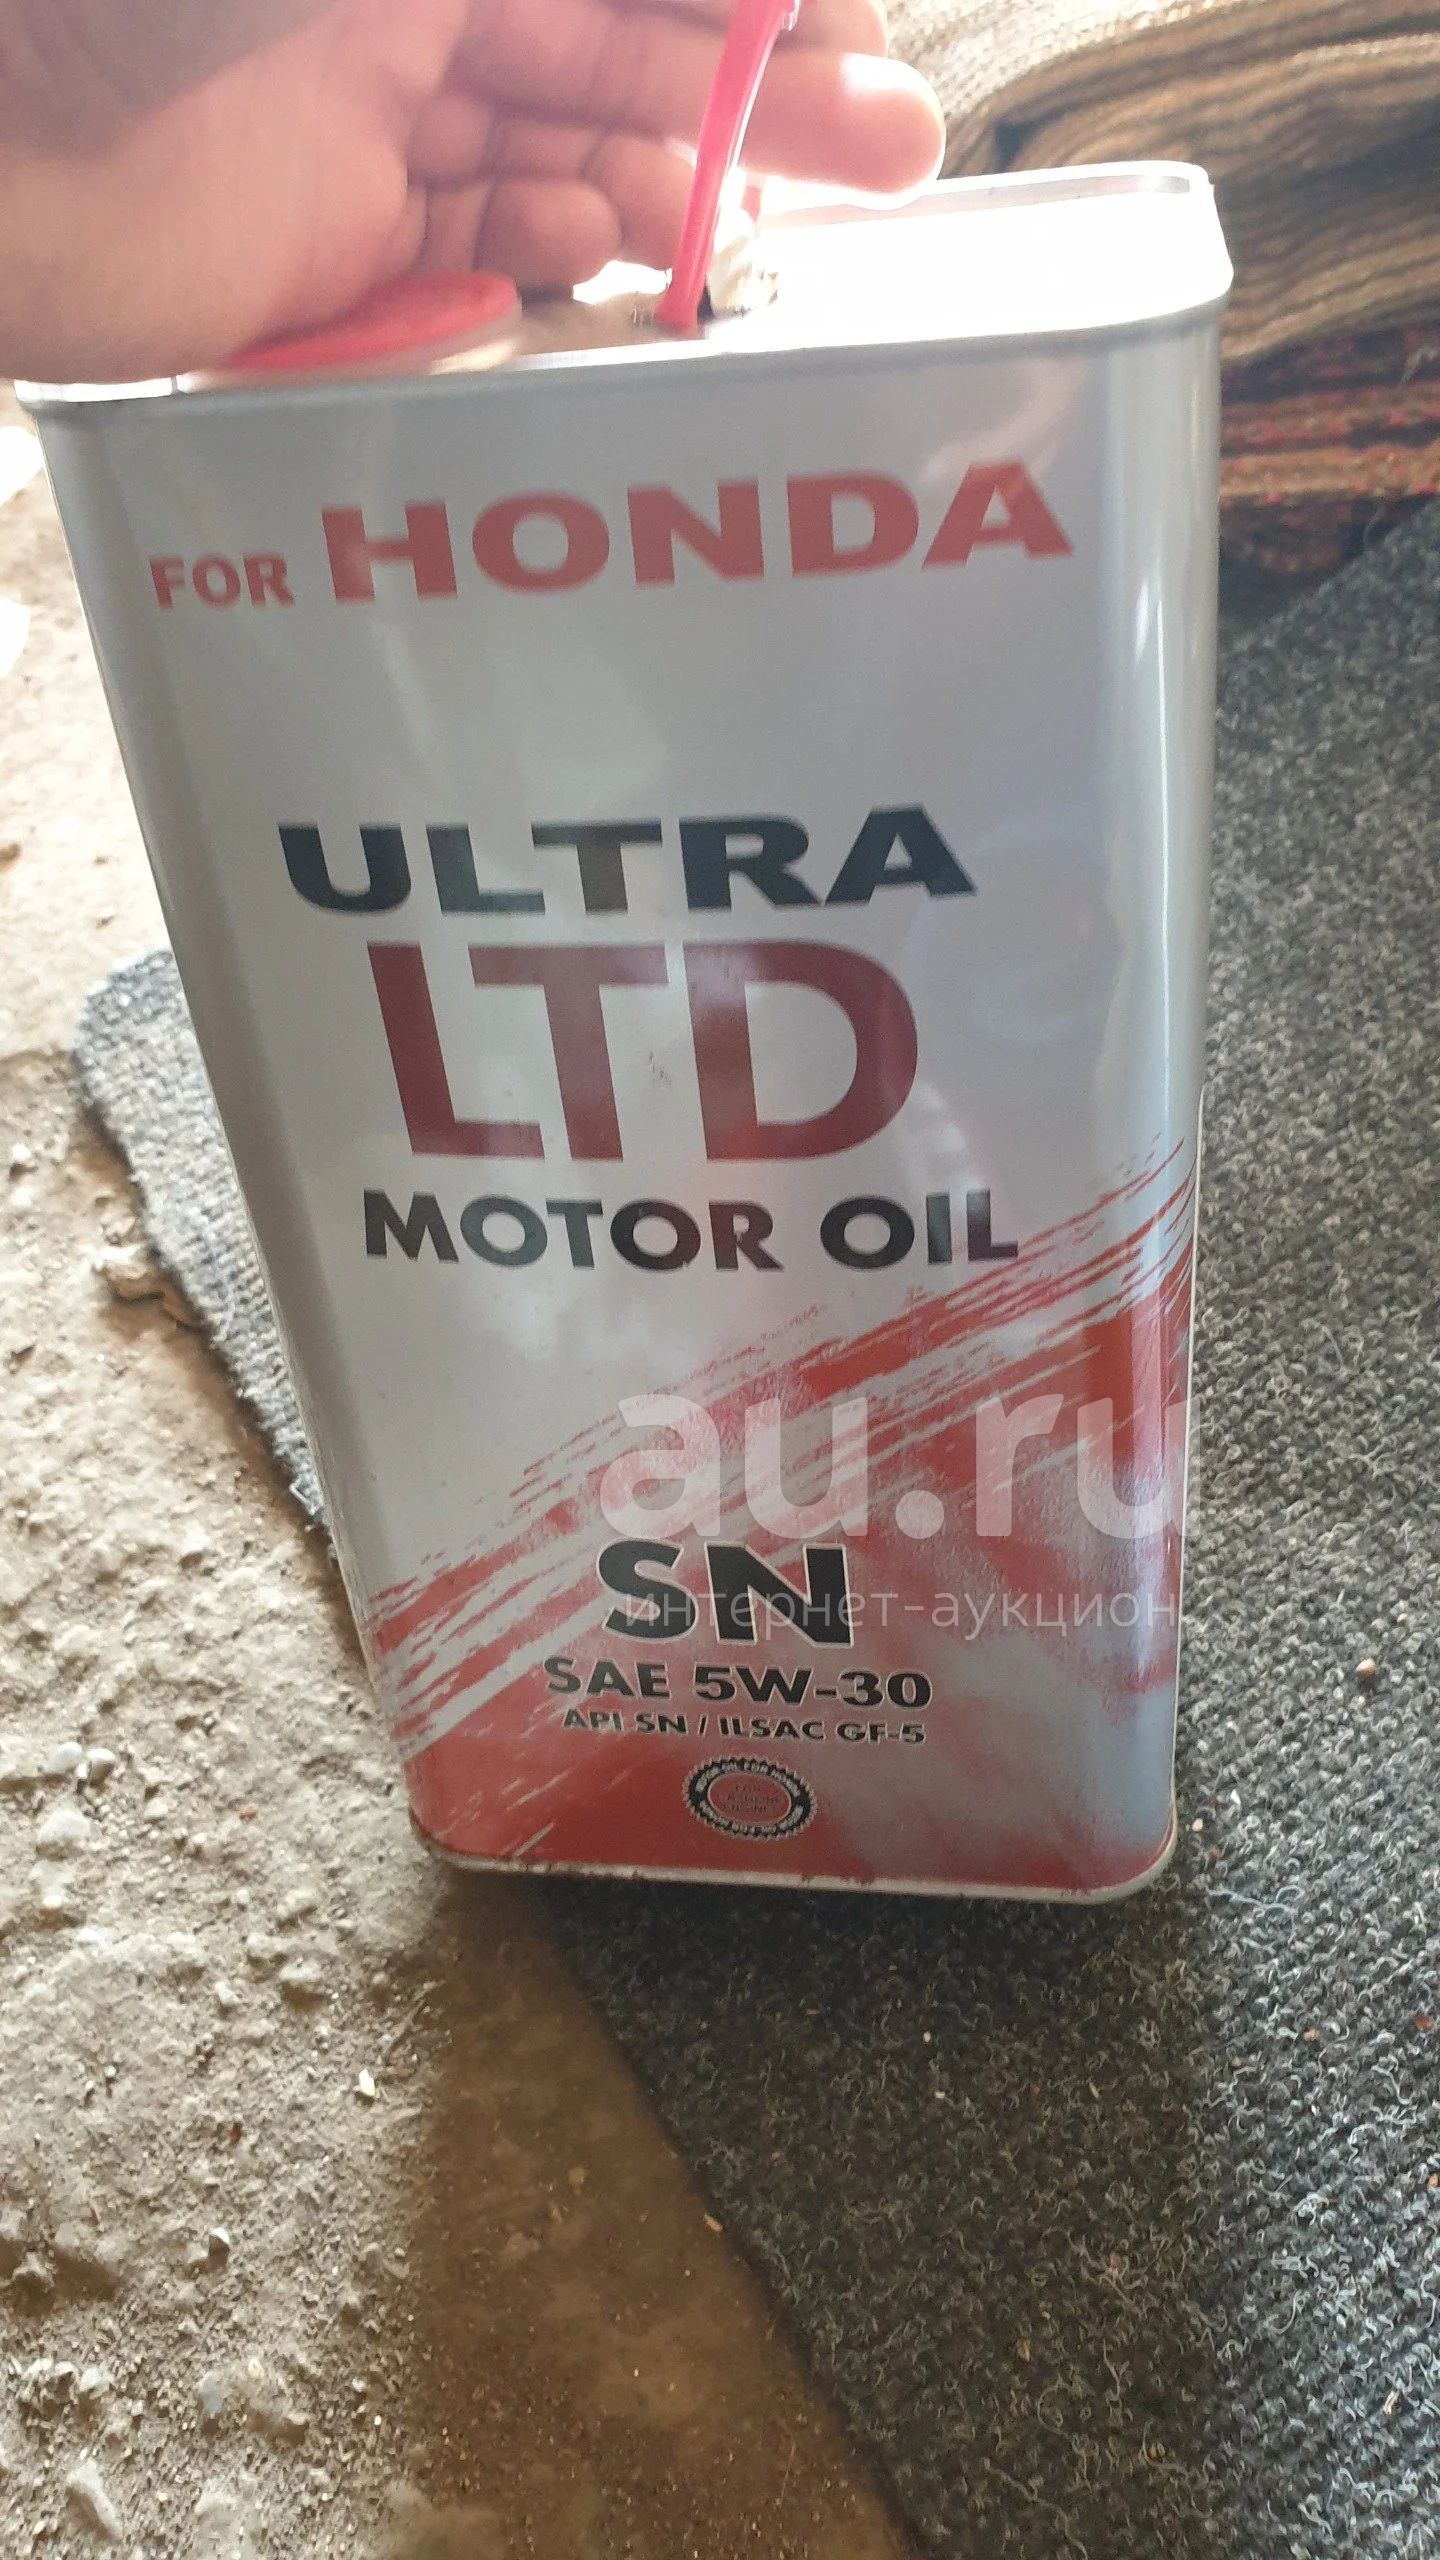 FOR HONDA
ULTRA
LTD
MOTOR OIL
au.ru
SN
интернет-аукцион
SAE 5W-30
API SN / ILSAC GF-5